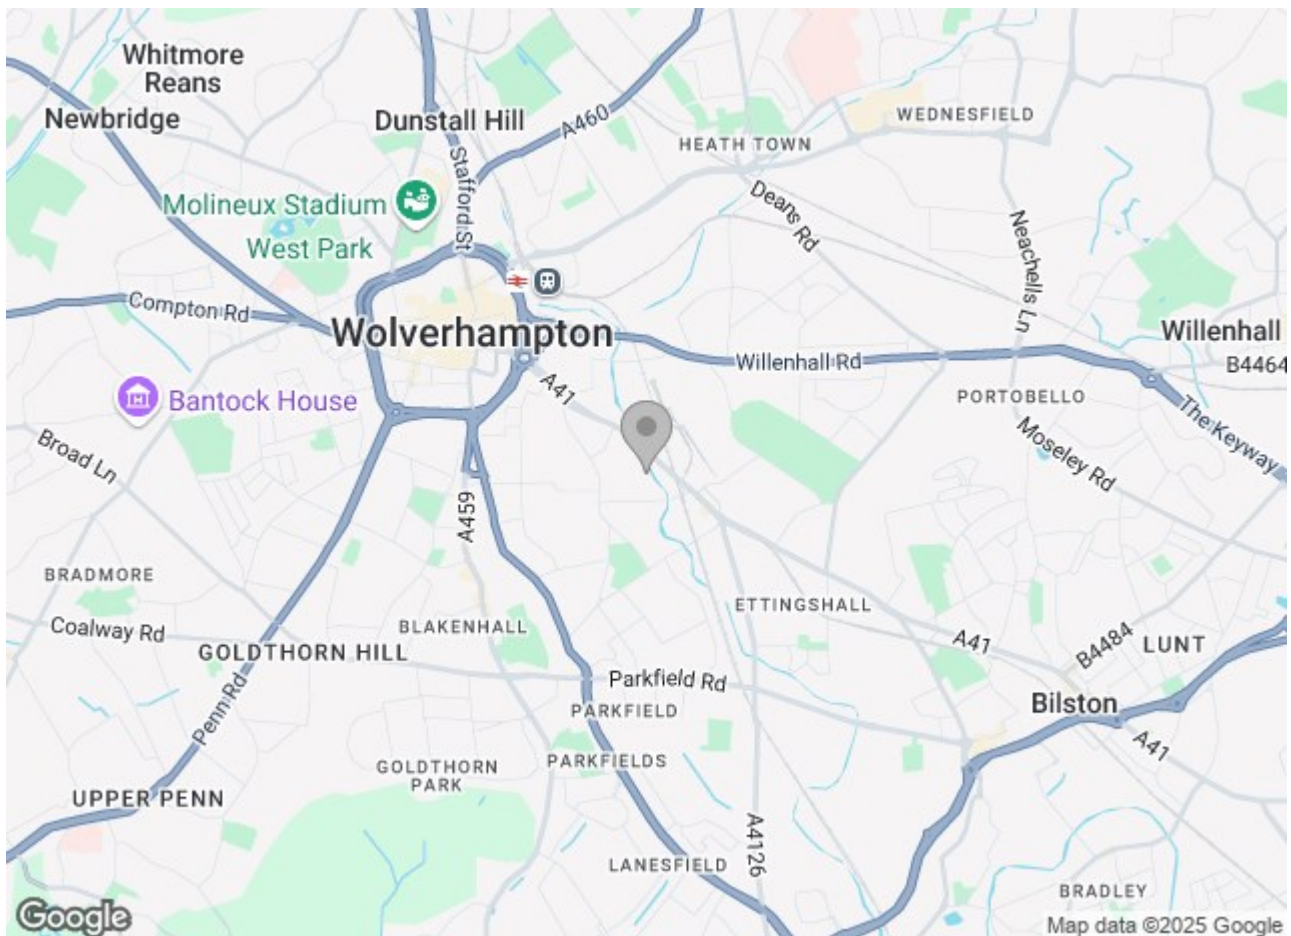 Whitmore
Reans
Newbridge
Dunstall Hill
A460
WEDNESFIELD
HEATH TOWN
Stafford St
Molineux Stadium
West Park
Deans Rd
Neachells Ln
Compton Rd
Wolverhampton
Willenhall
B4464
Willenhall Rd
A41
Bantock House
PORTOBELLO
The Keyway
Broad Ln
Moseley Rd
A459
BRADMORE
ETTINGSHALL
Coalway Rd
BLAKENHALL
GOLDTHORN HILL
A41
B4484
LUNT
Parkfield Rd
Penn Rd
PARKFIELD
Bilston
A41
GOLDTHORN
PARK
PARKFIELDS
UPPER PENN
A4126
LANESFIELD
BRADLEY
Google
Map data ©2025 Google